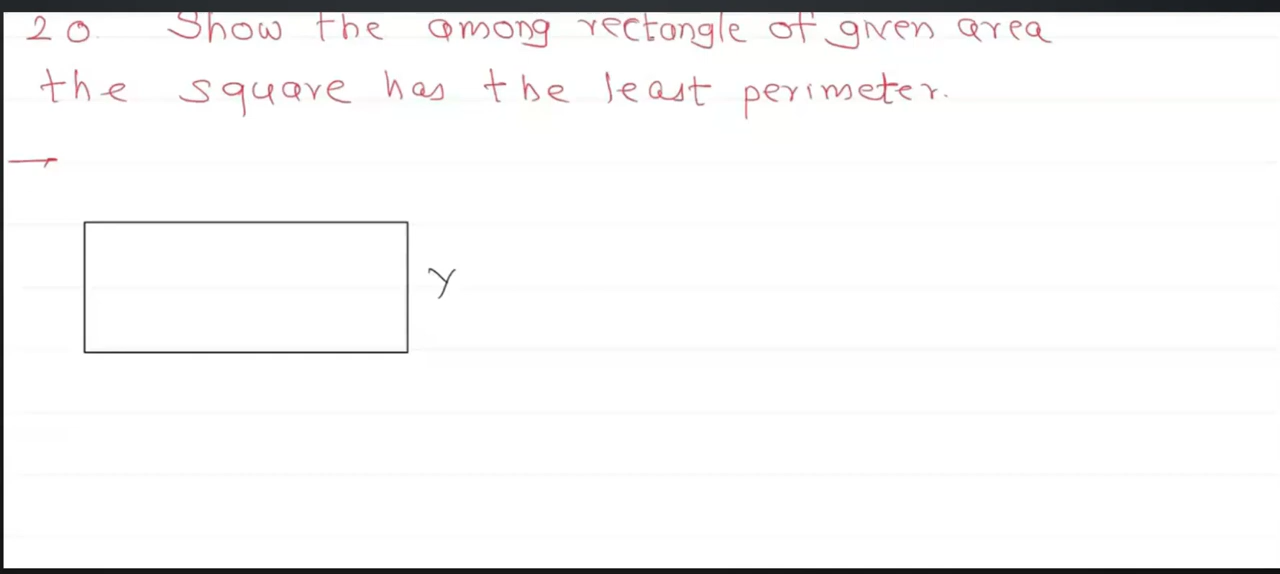 20. Show the among rectangle of given area
the square has the least perimeter.
y